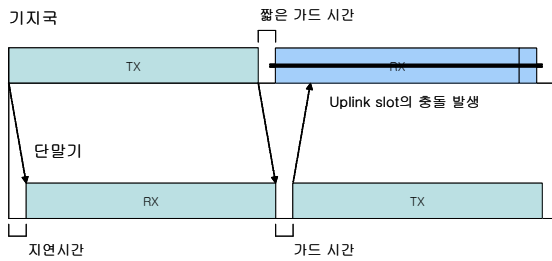 기지국
짧은 가드 시간
TX
RX
Uplink slot의 충돌 발생
단말기
RX
TX
지연시간
가드 시간